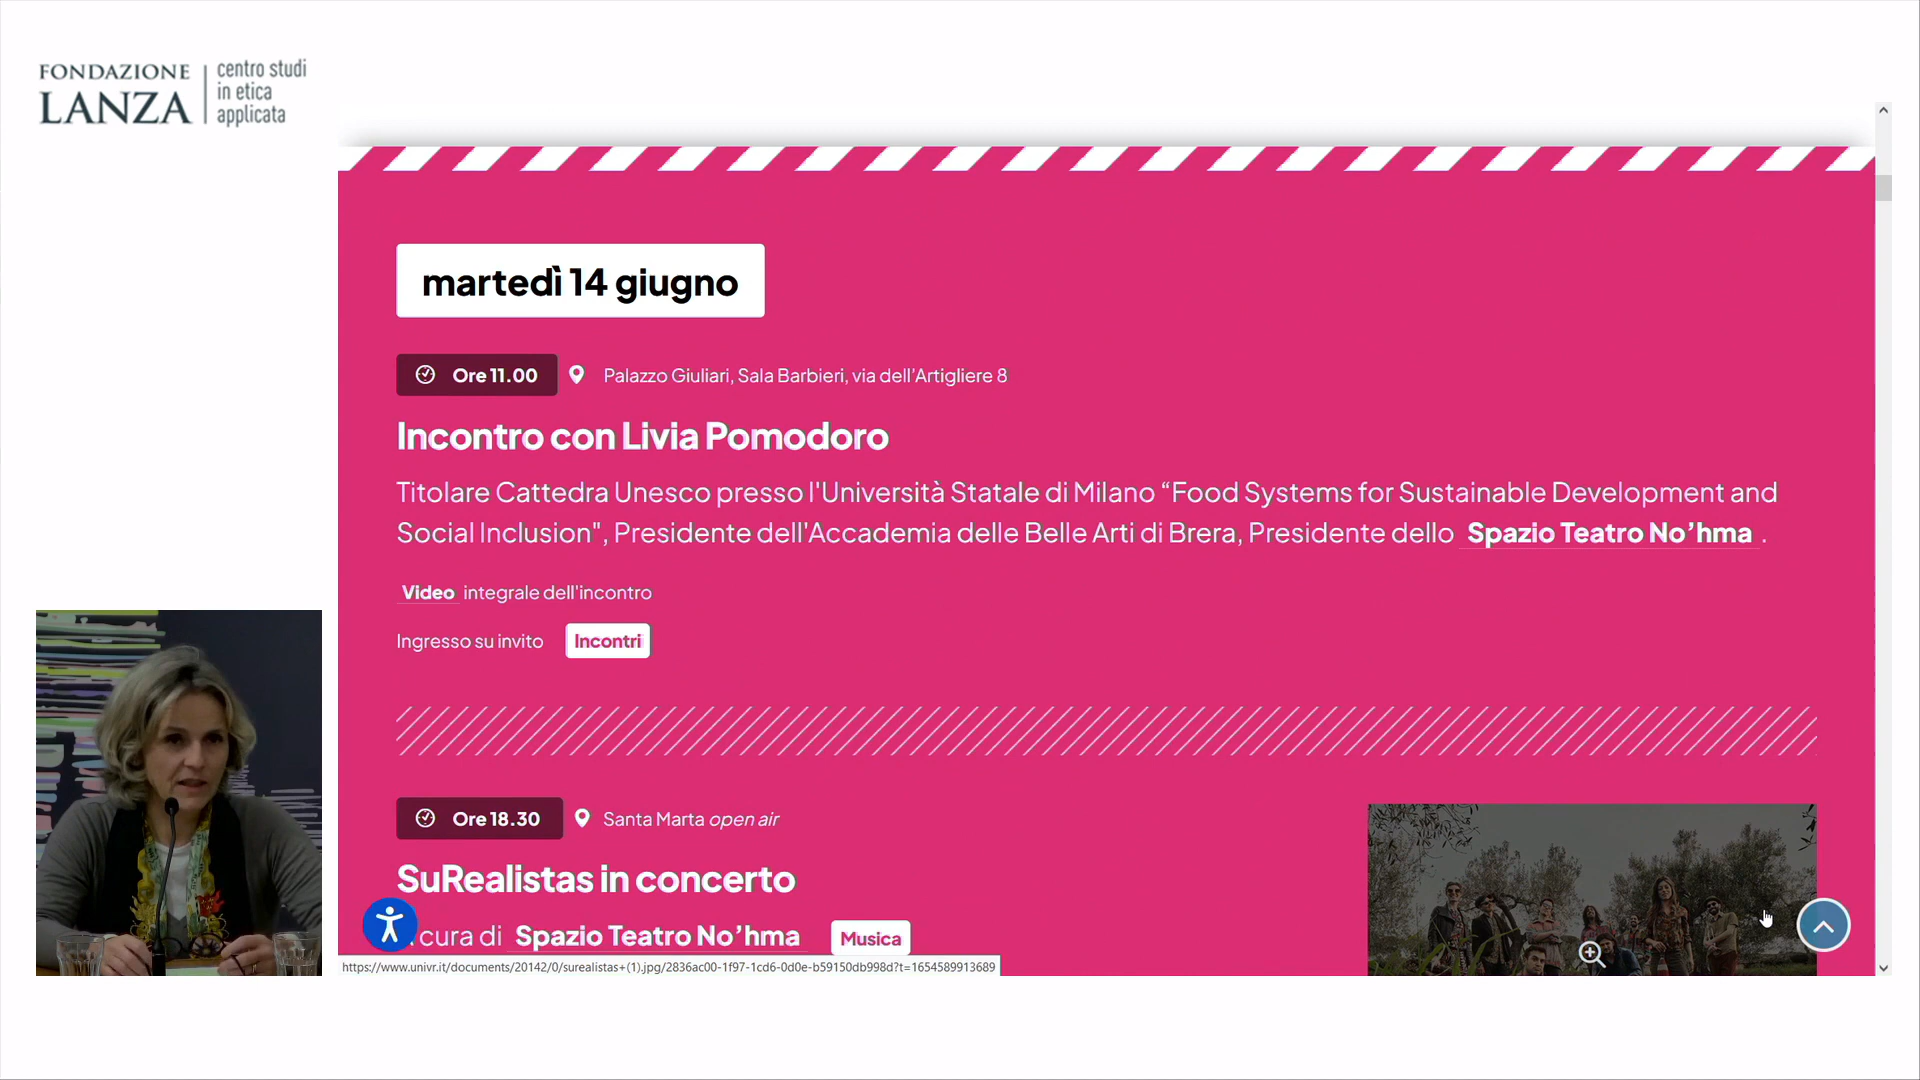 FONDAZIONE
LANZA
centro studi
in etica
applicata
martedì 14 giugno
Ore 11.00 Palazzo Giuliari, Sala Barbieri, via dell'Artigliere 8
Incontro con Livia Pomodoro
Titolare Cattedra Unesco presso l'Università Statale di Milano “Food Systems for Sustainable Development and
Social Inclusion", Presidente dell'Accademia delle Belle Arti di Brera, Presidente dello Spazio Teatro No’hma .
Video integrale dell'incontro
Ingresso su invito Incontri
Ore 18.30 Santa Marta open air
SuRealistas in concerto
cura di Spazio Teatro No’hma Musica
https://www.univr.it/documents/20142/0/surealistas+(1).jpg/2836ac00-1f97-1cd6-0d0e-b59150db998d?t=1654589913689